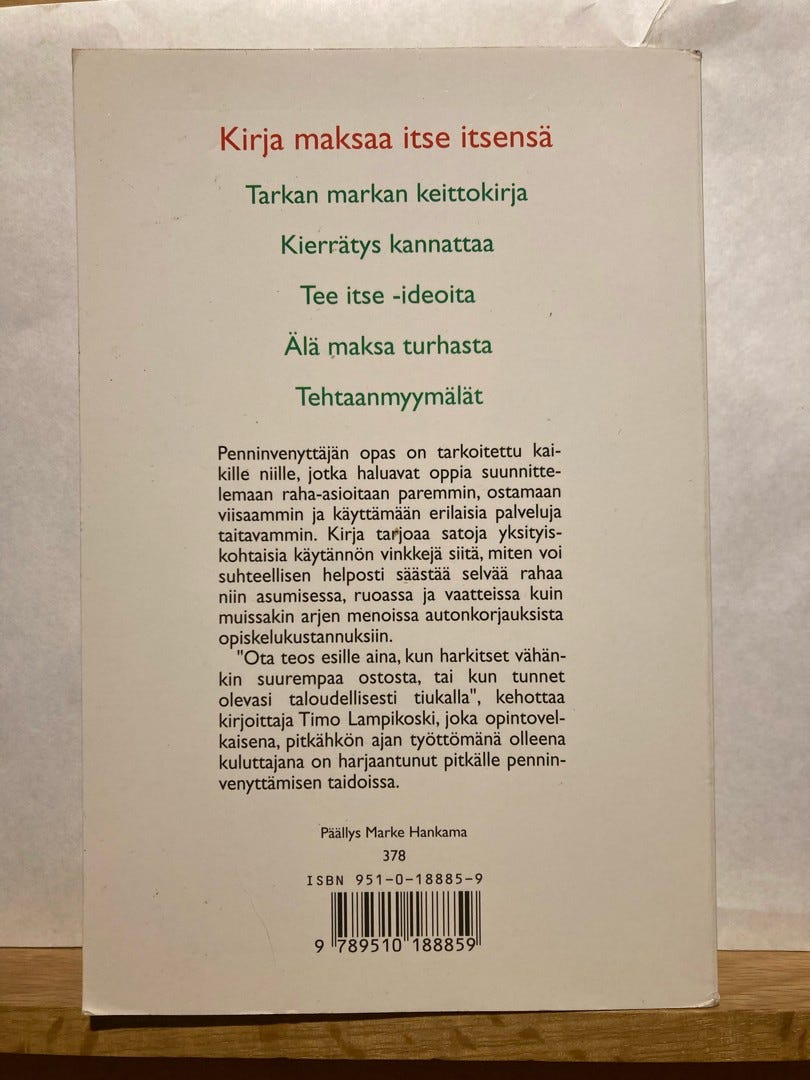 Kirja maksaa itse itsensä
Tarkan markan keittokirja
Kierrätys kannattaa
Tee itse -ideoita
Älä maksa turhasta
Tehtaanmyymälät
Penninvenyttäjän opas on tarkoitettu kai-
kille niille, jotka haluavat oppia suunnitte-
lemaan raha-asioitaan paremmin, ostamaan
viisaammin ja käyttämään erilaisia palveluja
taitavammin. Kirja tarjoaa satoja yksityis-
kohtaisia käytännön vinkkejä siitä, miten voi
suhteellisen helposti säästää selvää rahaa
niin asumisessa, ruoassa ja vaatteissa kuin
muissakin arjen menoissa autonkorjauksista
opiskelukustannuksiin.
"Ota teos esille aina, kun harkitset vähän-
kin suurempaa ostosta, tai kun tunnet
olevasi taloudellisesti tiukalla", kehottaa
kirjoittaja Timo Lampikoski, joka opintovel-
kaisena, pitkähkön ajan työttömänä olleena
kuluttajana on harjaantunut pitkälle pennin-
venyttämisen taidoissa.
Päällys Marke Hankama
378
ISBN 951-0-18885-9
9 789510 188859